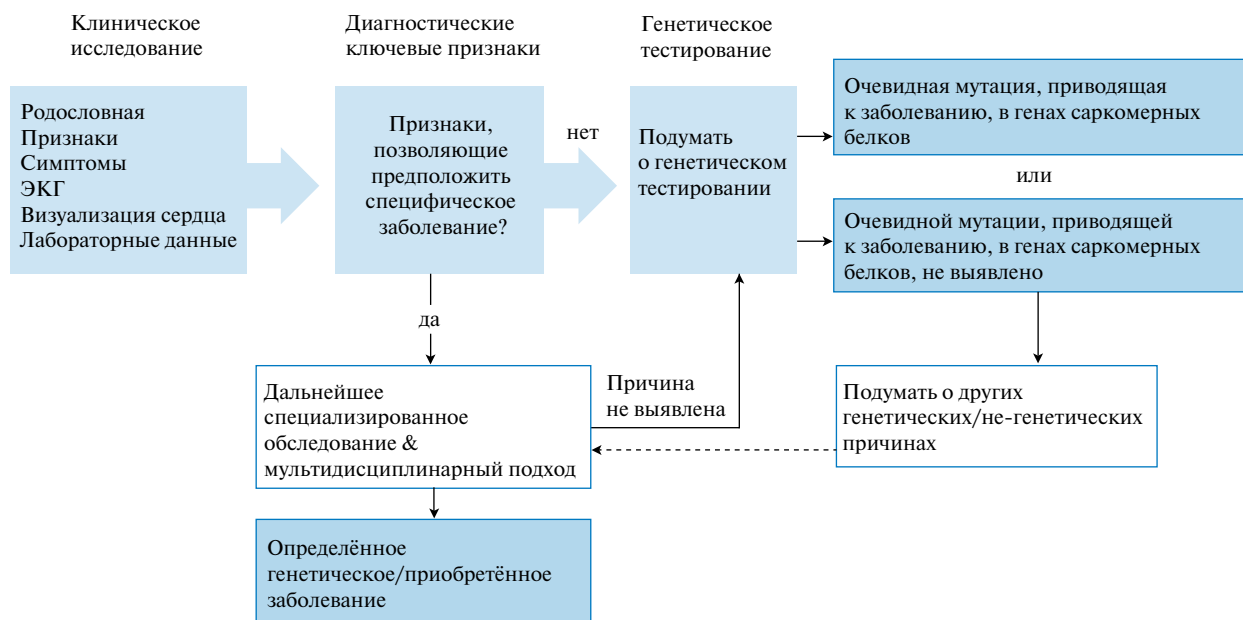 Клиническое
исследование
Диагностические
ключевые признаки
Генетическое
тестирование
Родословная
Признаки
Симптомы
ЭКГ
Визуализация сердца
Лабораторные данные
Признаки,
позволяющие
предположить
специфическое
заболевание?
нет
Подумать
о генетическом
тестировании
Очевидная мутация, приводящая
к заболеванию, в генах саркомерных
белков
или
Очевидной мутации, приводящей
к заболеванию, в генах саркомерных
белков, не выявлено
да
Дальнейшее
специализированное
обследование &
мультидисциплинарный подход
Причина
не выявлена
Подумать о других
генетических/не-генетических
причинах
Определённое
генетическое/приобретённое
заболевание